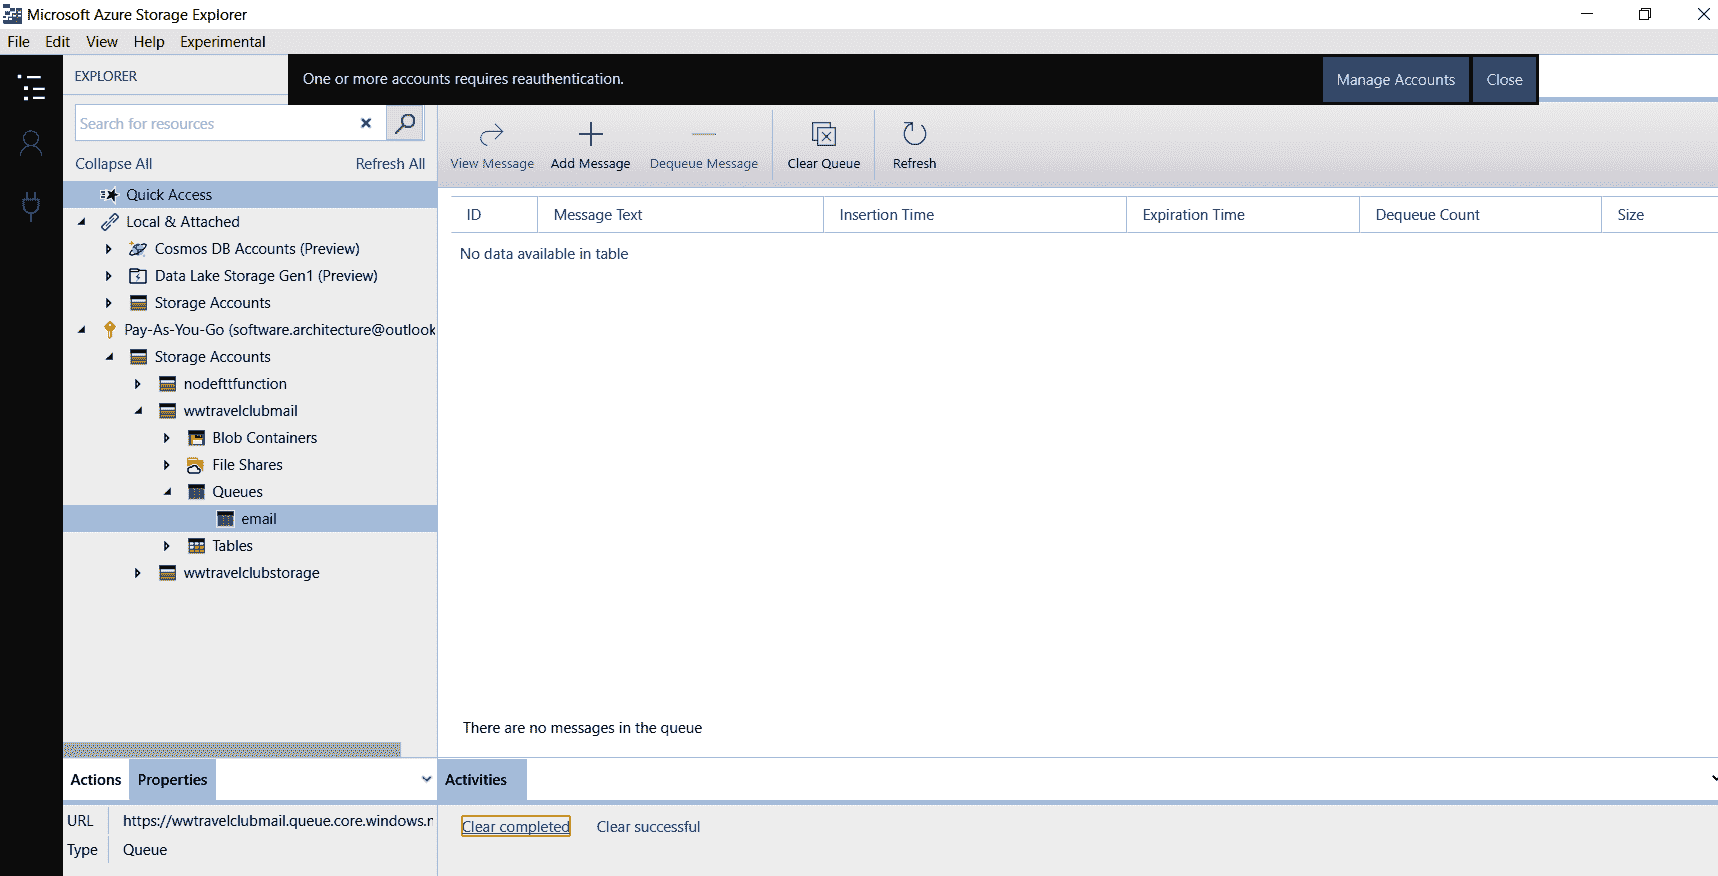 Microsoft Azure Storage Explorer
File Edit View Help Experimental
EXPLORER
One or more accounts requires reauthentication.
Manage Accounts
Close
Search for resources
Collapse All
Refresh All
View Message
Add Message
Dequeue Message
Clear Queue
Refresh
Quick Access
Local & Attached
Cosmos DB Accounts (Preview)
Data Lake Storage Gen1 (Preview)
Storage Accounts
Pay-As-You-Go (software.architecture@outlook
Storage Accounts
nodefttfunction
wwtravelclubmail
Blob Containers
File Shares
Queues
email
Tables
wwtravelclubstorage
ID Message Text Insertion Time Expiration Time Dequeue Count Size
No data available in table
There are no messages in the queue
Actions Properties
URL https://wwtravelclubmail.queue.core.windows.n
Type Queue
Activities
Clear completed Clear successful